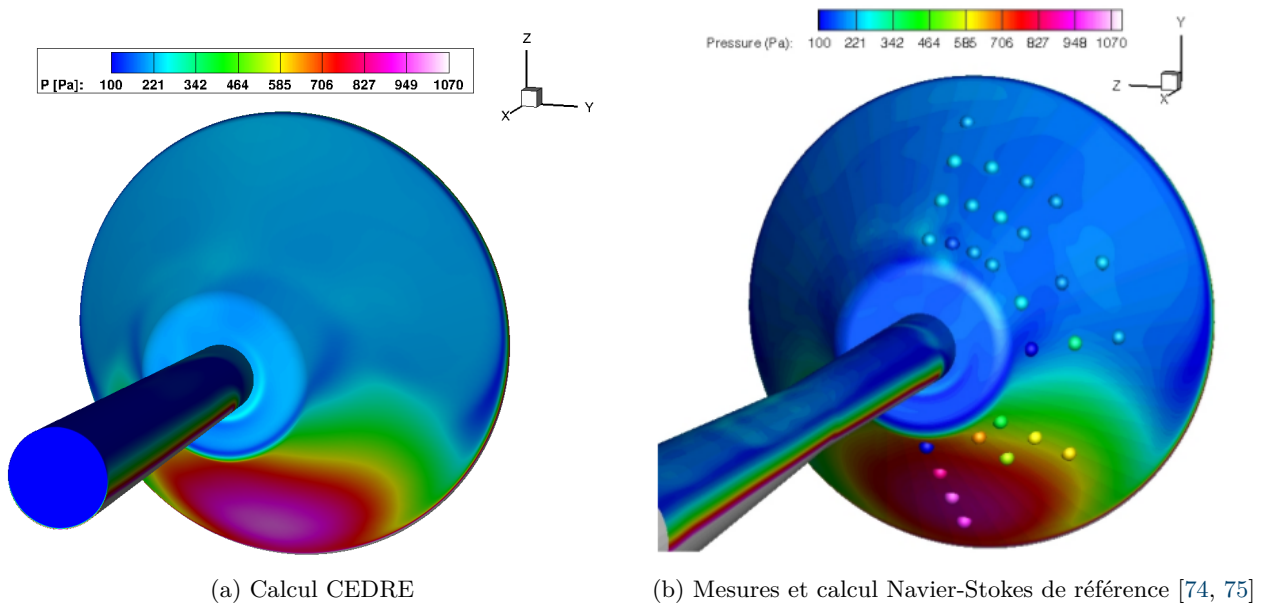 P [Pa]: 100 221 342 464 585 706 827 949 1070
Z
Y
X
Pressure (Pa): 100 221 342 464 585 706 827 948 1070
Y
Z
X
(a) Calcul CEDRE
(b) Mesures et calcul Navier-Stokes de référence [74, 75]